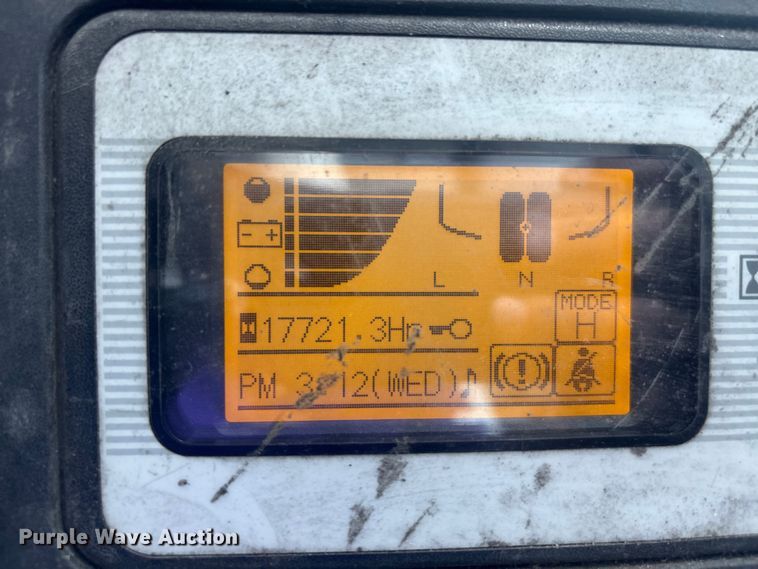 L N R
MODE
H
17721.3Hr
PM 3:12(WED)♪
Purple Wave Auction